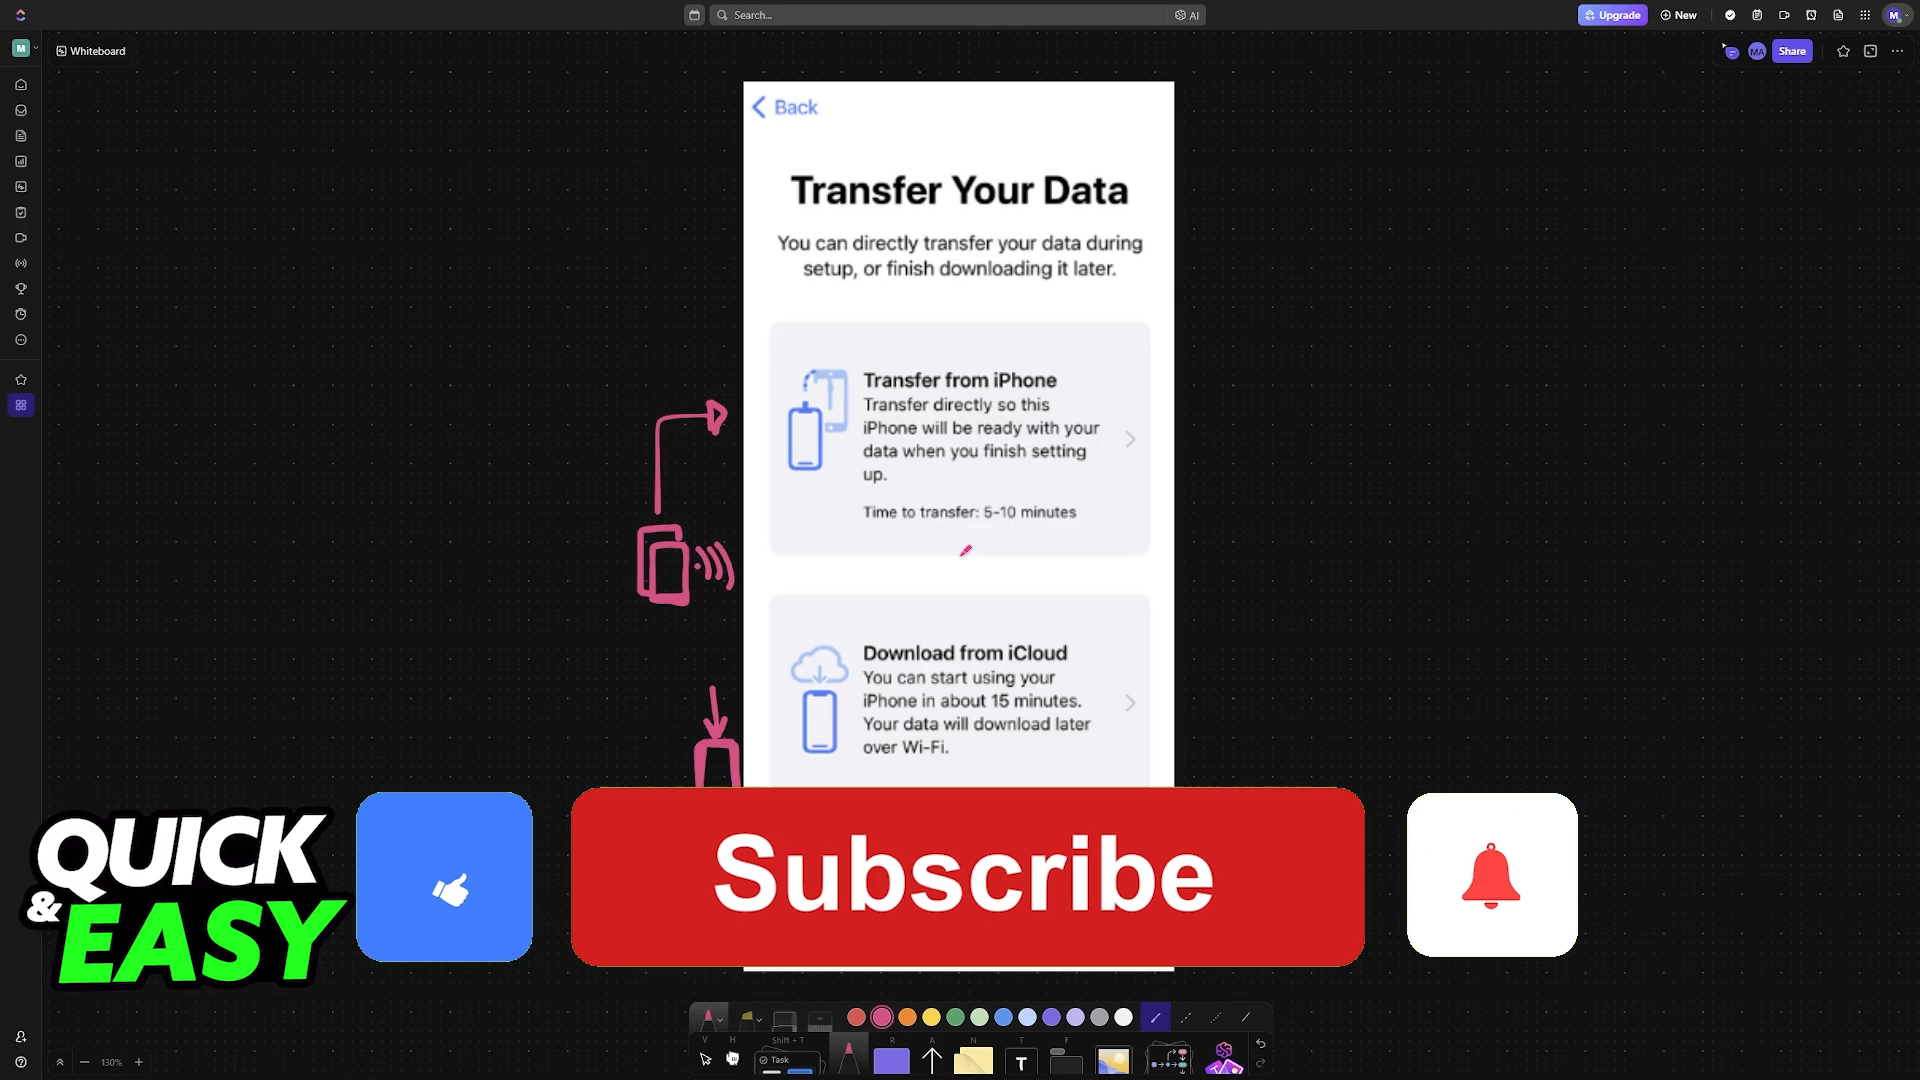 Search...
AI
Upgrade
New
M
M
Whiteboard
MA
Share
Back
Transfer Your Data
You can directly transfer your data during
setup, or finish downloading it later.
Transfer from iPhone
Transfer directly so this
iPhone will be ready with your
data when you finish setting
up.
Time to transfer: 5-10 minutes
Download from iCloud
You can start using your
iPhone in about 15 minutes.
Your data will download later
over Wi-Fi.
QUICK
&
EASY
Subscribe
V
H
Shift + T
R
A
N
T
F
Task
T
130%